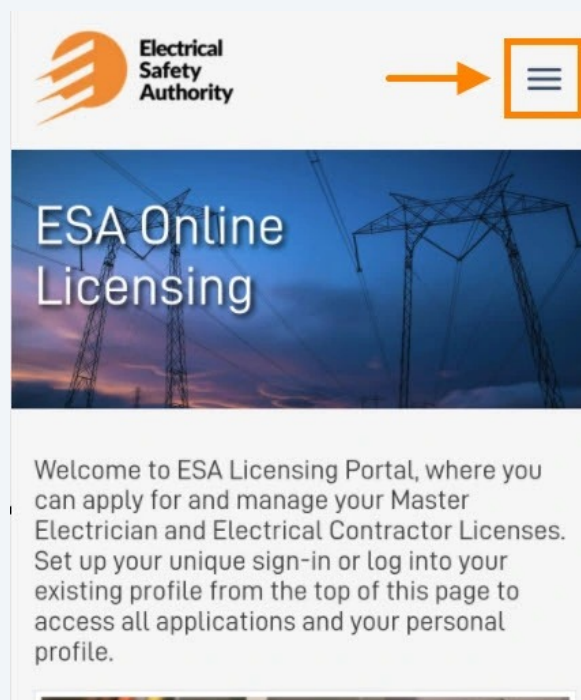 Electrical
Safety
Authority
ESA Online
Licensing
Welcome to ESA Licensing Portal, where you
can apply for and manage your Master
Electrician and Electrical Contractor Licenses.
Set up your unique sign-in or log into your
existing profile from the top of this page to
access all applications and your personal
profile.